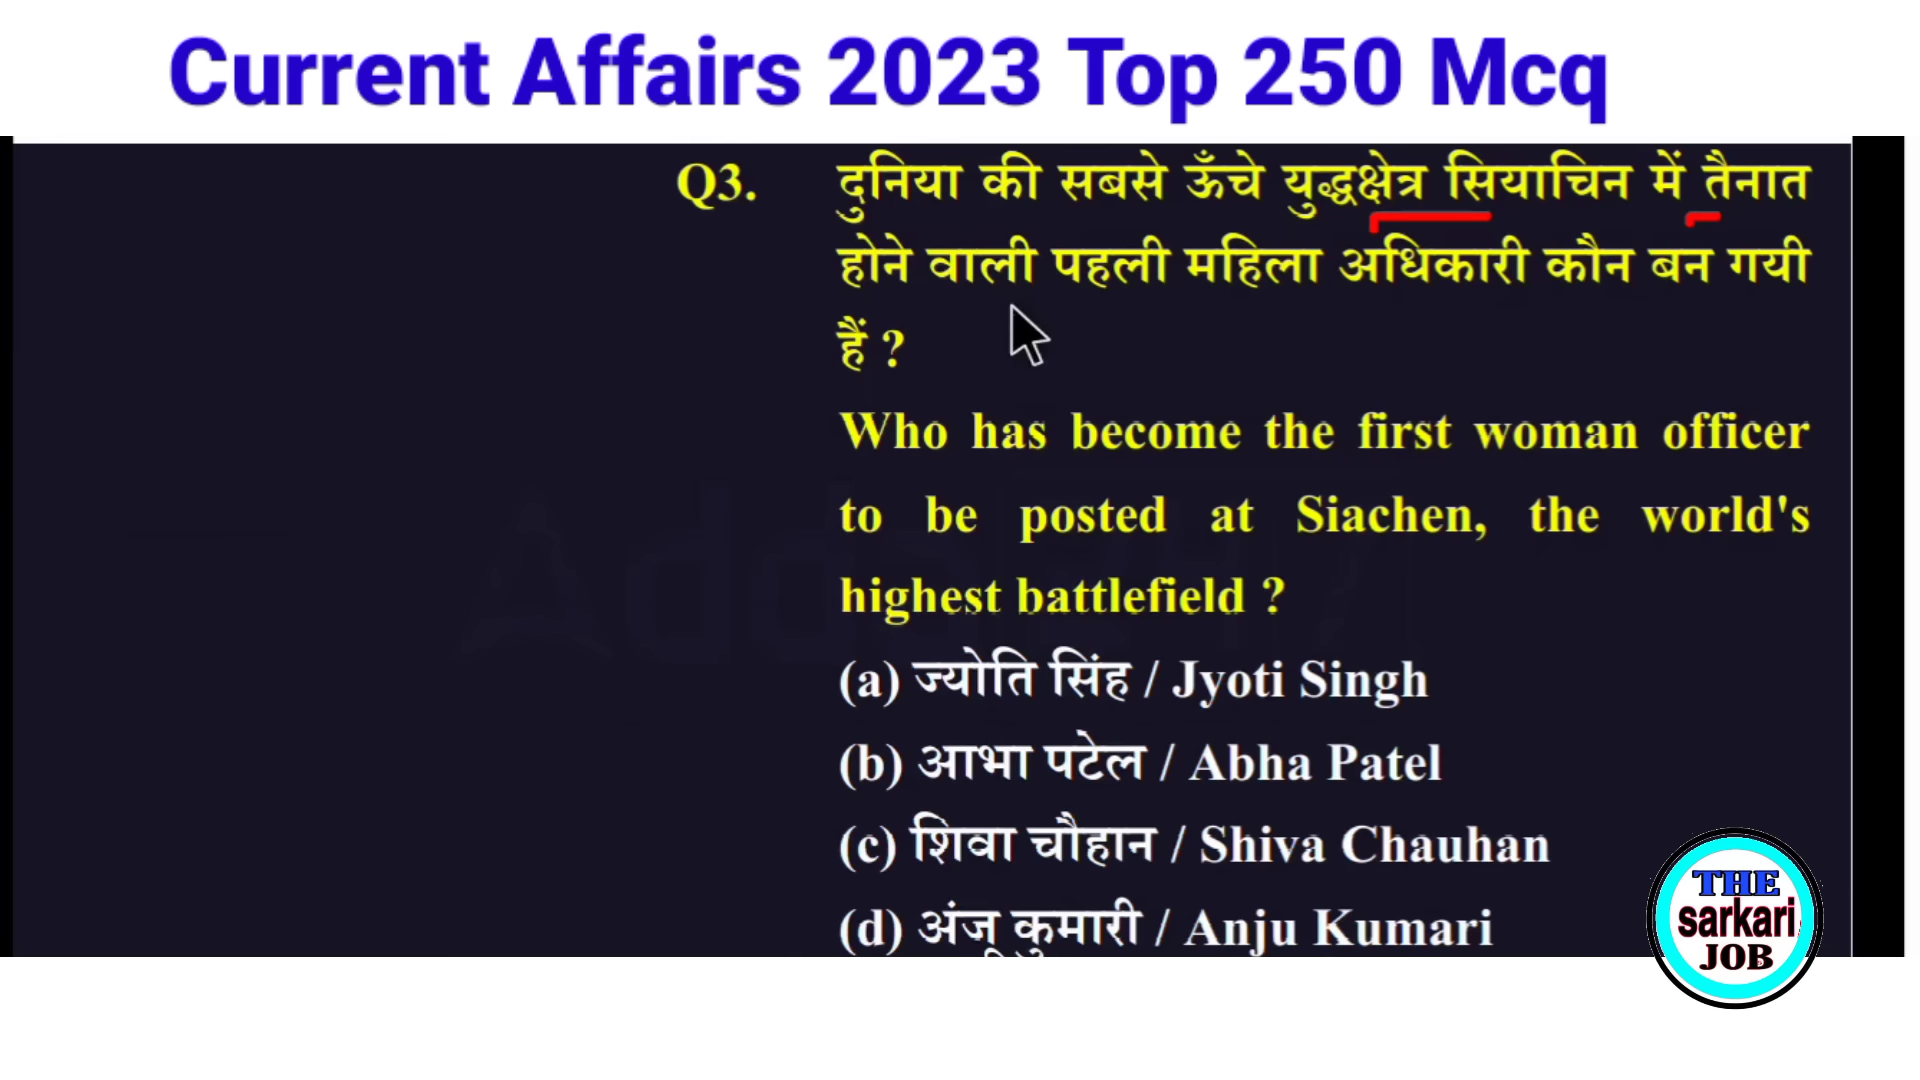 Current Affairs 2023 Top 250 Mcq
Q3. दुनिया की सबसे ऊँचे युद्धक्षेत्र सियाचिन में तैनात
होने वाली पहली महिला अधिकारी कौन बन गयी
हैं ?
Who has become the first woman officer
to be posted at Siachen, the world's
highest battlefield ?
(a) ज्योति सिंह / Jyoti Singh
(b) आभा पटेल / Abha Patel
(c) शिवा चौहान / Shiva Chauhan
(d) अंजू कुमारी / Anju Kumari
THE
sarkari
JOB